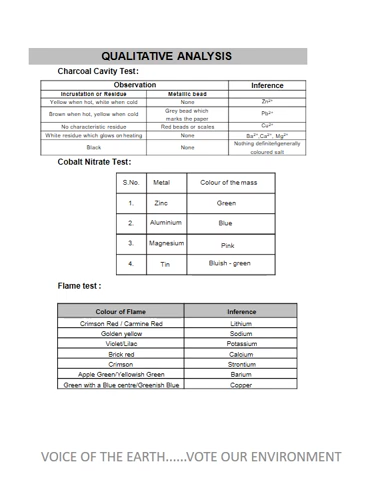 QUALITATIVE ANALYSIS
Charcoal Cavity Test:
Observation Inference
Incrustation or Residue Metallic bead
Yellow when hot, white when cold None Zn²⁺
Brown when hot, yellow when cold Grey bead which marks the paper Pb²⁺
No characteristic residue Red beads or scales Cu²⁺
White residue which glows on heating None Ba²⁺,Ca²⁺, Mg²⁺
Black None Nothing definite/generally coloured salt
Cobalt Nitrate Test:
S.No. Metal Colour of the mass
1. Zinc Green
2. Aluminium Blue
3. Magnesium Pink
4. Tin Bluish - green
Flame test :
Colour of Flame Inference
Crimson Red / Carmine Red Lithium
Golden yellow Sodium
Violet/Lilac Potassium
Brick red Calcium
Crimson Strontium
Apple Green/Yellowish Green Barium
Green with a Blue centre/Greenish Blue Copper
VOICE OF THE EARTH......VOTE OUR ENVIRONMENT